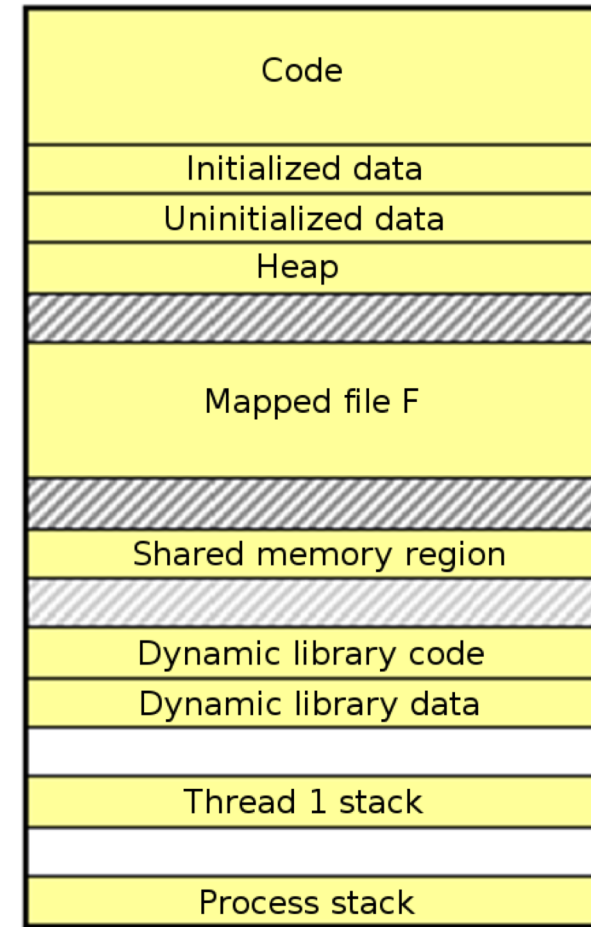 Code
Initialized data
Uninitialized data
Heap
Mapped file F
Shared memory region
Dynamic library code
Dynamic library data
Thread 1 stack
Process stack